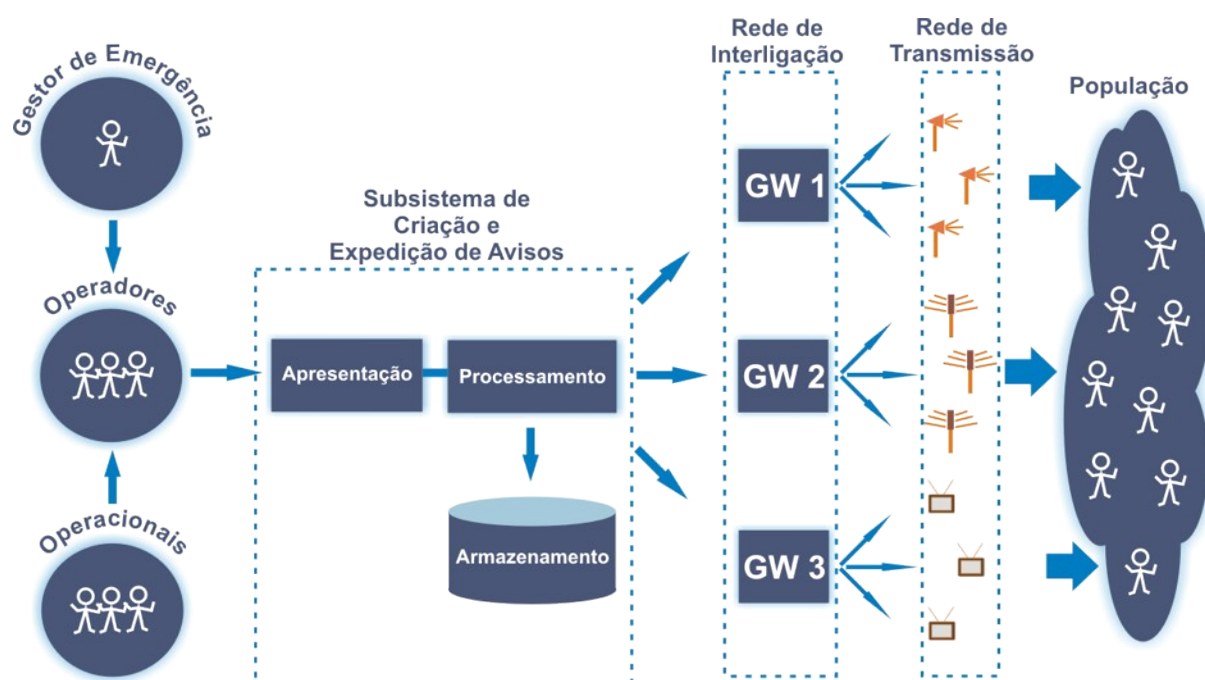 Gestor de Emergência
Operadores
Operacionais
Subsistema de
Criação e
Expedição de Avisos
Apresentação
Processamento
Armazenamento
Rede de
Interligação
GW 1
GW 2
GW 3
Rede de
Transmissão
População